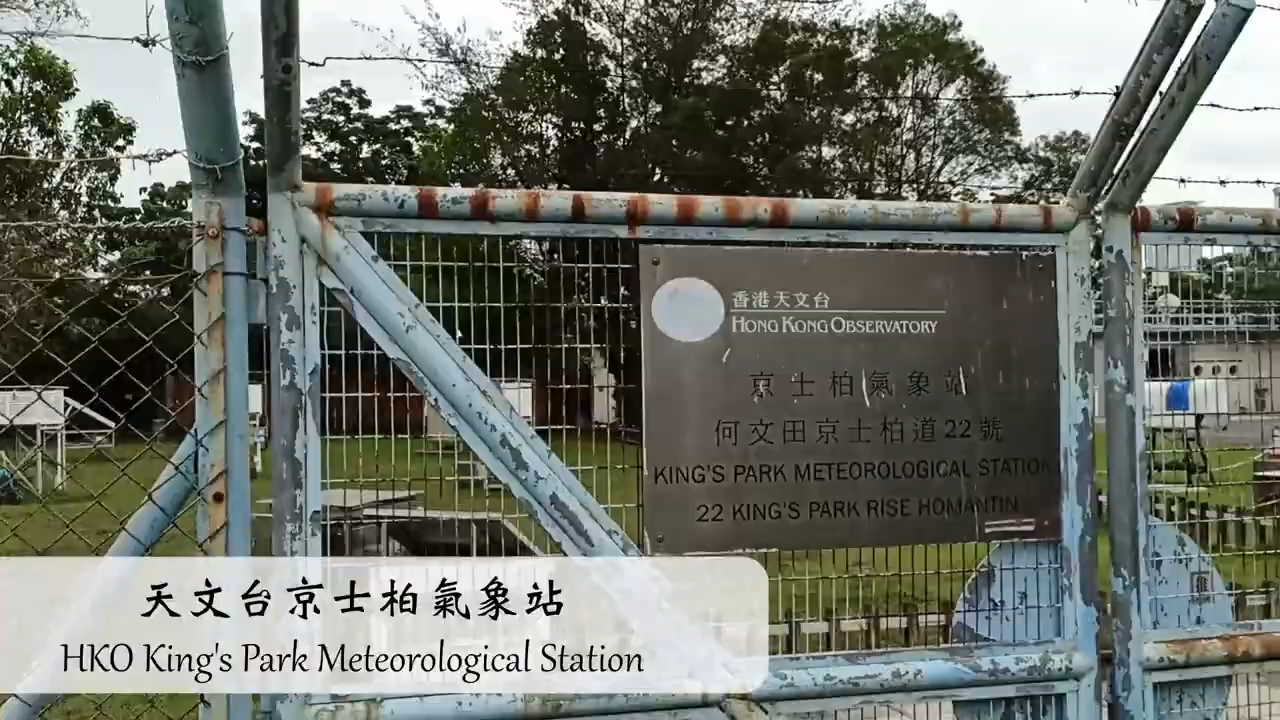 香港天文台
HONG KONG OBSERVATORY
京士柏氣象站
何文田京士柏道22號
KING'S PARK METEOROLOGICAL STATION
22 KING'S PARK RISE HOMANTIN
天文台京士柏氣象站
HKO King's Park Meteorological Station